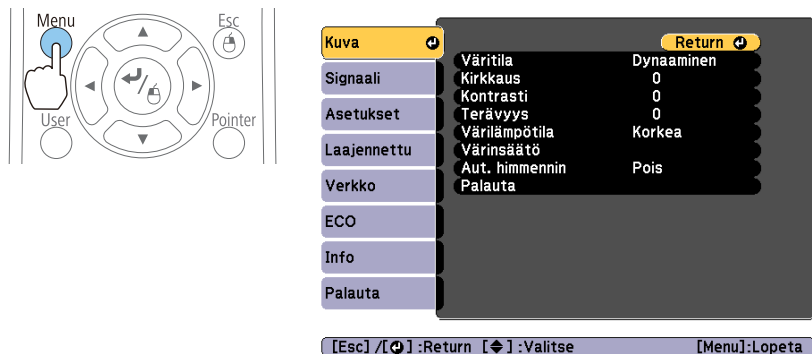 Menu
Esc
User
Pointer
Kuva
Return
Signaali
Asetukset
Laajennettu
Verkko
ECO
Info
Palauta
Väritila Dynaaminen
Kirkkaus 0
Kontrasti 0
Terävyys 0
Värilämpötila Korkea
Värinsäätö
Aut. himmennin Pois
Palauta
[Esc] /[ ] :Return [ ] :Valitse [Menu]:Lopeta